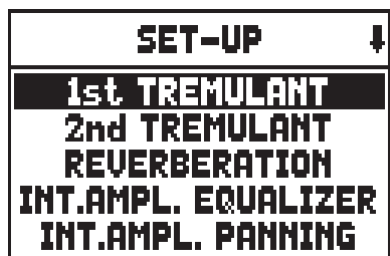 SET-UP
1st TREMULANT
2nd TREMULANT
REVERBERATION
INT.AMPL. EQUALIZER
INT.AMPL. PANNING